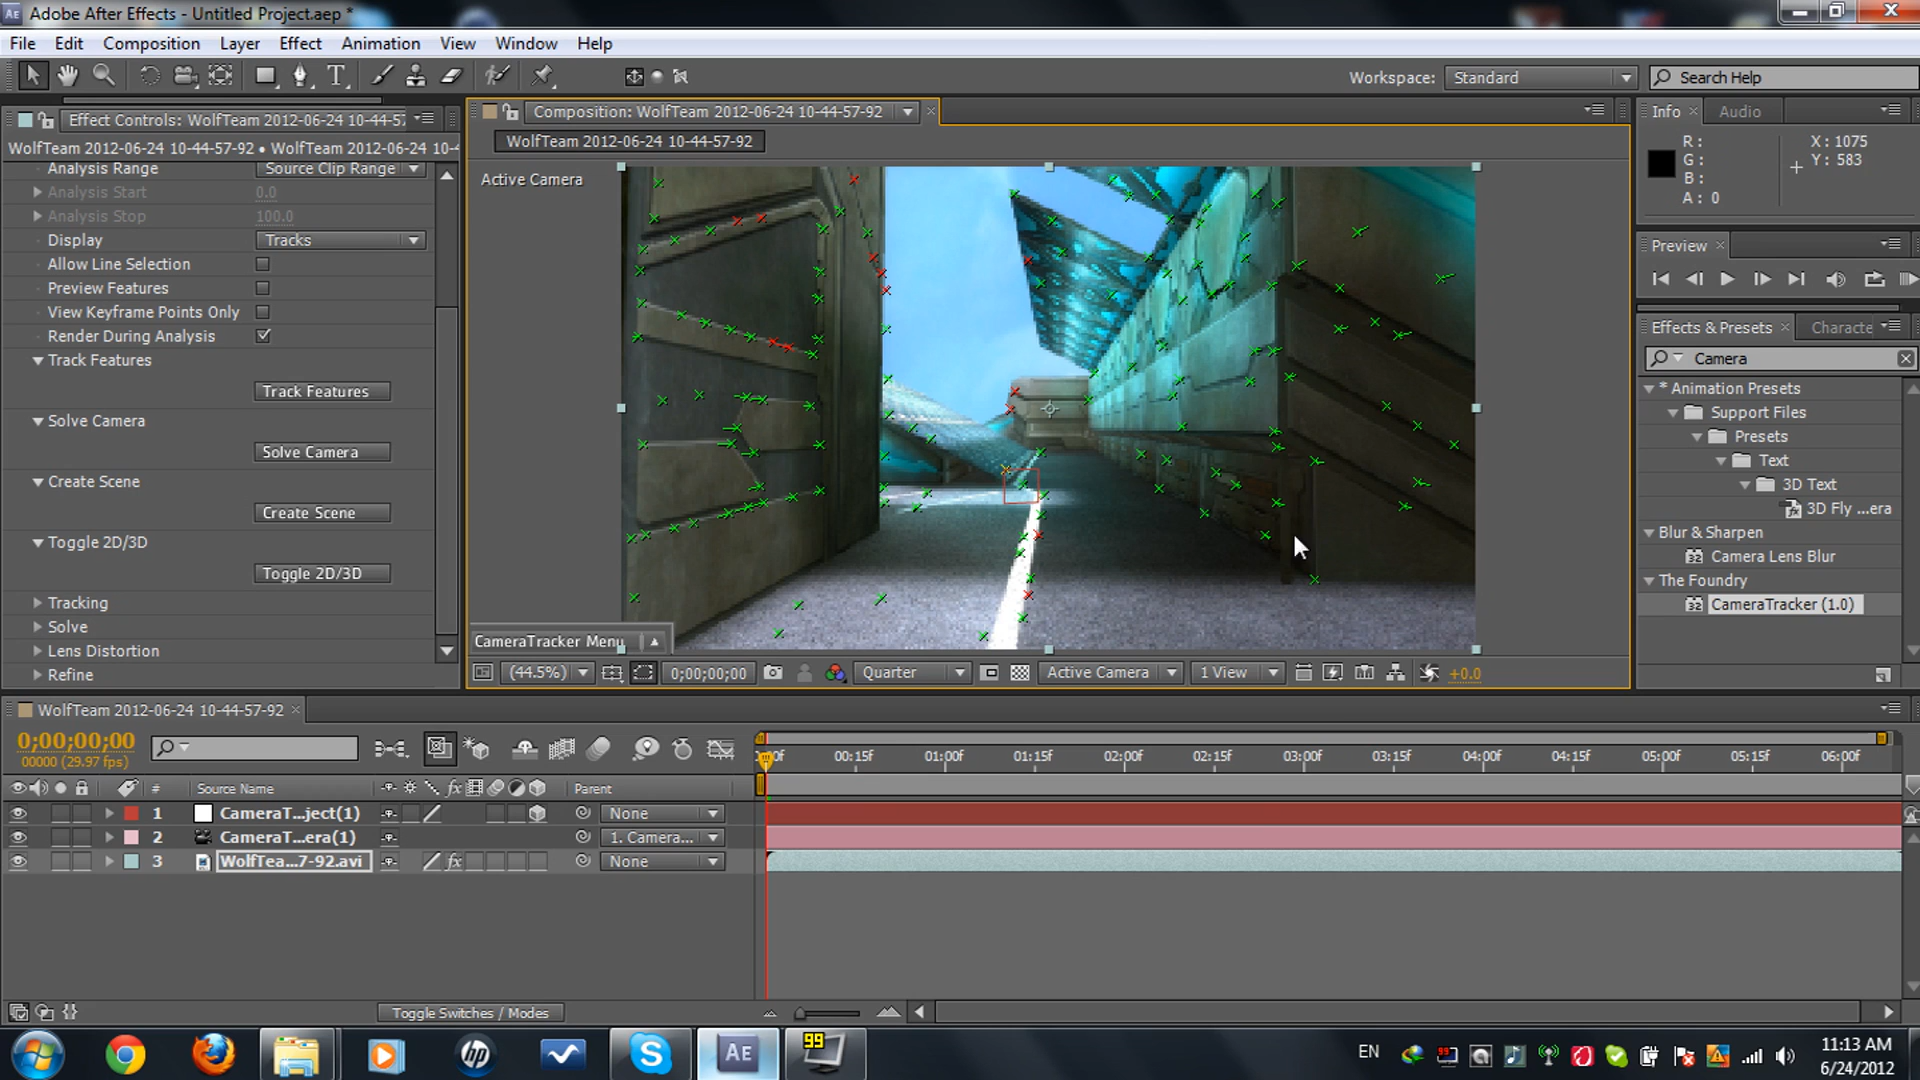 Adobe After Effects - Untitled Project.aep *
File Edit Composition Layer Effect Animation View Window Help
Workspace: Standard Search Help
Effect Controls: WolfTeam 2012-06-24 10-44-5
WolfTeam 2012-06-24 10-44-57-92 • WolfTeam 2012-06-24 10-4
Analysis Range Source Clip Range
Analysis Start 0.0
Analysis Stop 100.0
Display Tracks
Allow Line Selection
Preview Features
View Keyframe Points Only
Render During Analysis
Track Features
Track Features
Solve Camera
Solve Camera
Create Scene
Create Scene
Toggle 2D/3D
Toggle 2D/3D
Tracking
Solve
Lens Distortion
Refine
Composition: WolfTeam 2012-06-24 10-44-57-92
WolfTeam 2012-06-24 10-44-57-92
Active Camera
CameraTracker Menu
(44.5%) 0;00;00;00 Quarter Active Camera 1 View +0.0
Info Audio
R : X : 1075
G : Y : 583
B :
A : 0
Preview
Effects & Presets Characte
Camera
* Animation Presets
Support Files
Presets
Text
3D Text
3D Fly ...era
Blur & Sharpen
Camera Lens Blur
The Foundry
CameraTracker (1.0)
WolfTeam 2012-06-24 10-44-57-92
0;00;00;00
00000 (29.97 fps)
00f 00:15f 01:00f 01:15f 02:00f 02:15f 03:00f 03:15f 04:00f 04:15f 05:00f 05:15f 06:00f
# Source Name fx Parent
1 CameraT...ject(1) None
2 CameraT...era(1) 1. Camera...
3 WolfTea...7-92.avi fx None
Toggle Switches / Modes
AE 99
EN
11:13 AM
6/24/2012